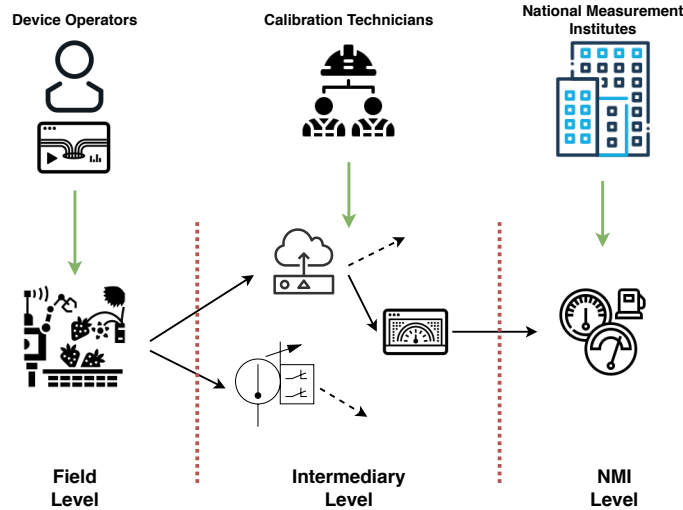 Device Operators
Calibration Technicians
National Measurement
Institutes
Field
Level
Intermediary
Level
NMI
Level